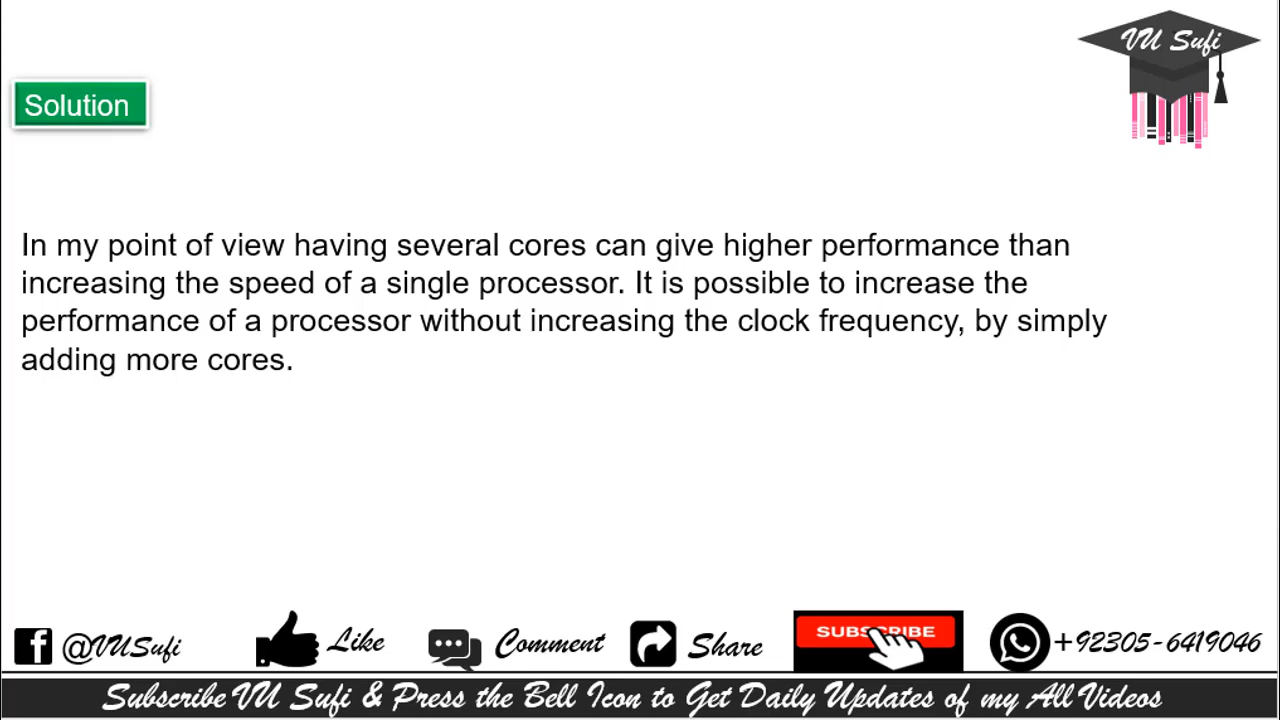 VU Sufi
Solution
In my point of view having several cores can give higher performance than
increasing the speed of a single processor. It is possible to increase the
performance of a processor without increasing the clock frequency, by simply
adding more cores.
@VUSufi
Like
Comment
Share
SUBSCRIBE
+92305-6419046
Subscribe VU Sufi & Press the Bell Icon to Get Daily Updates of my All Videos